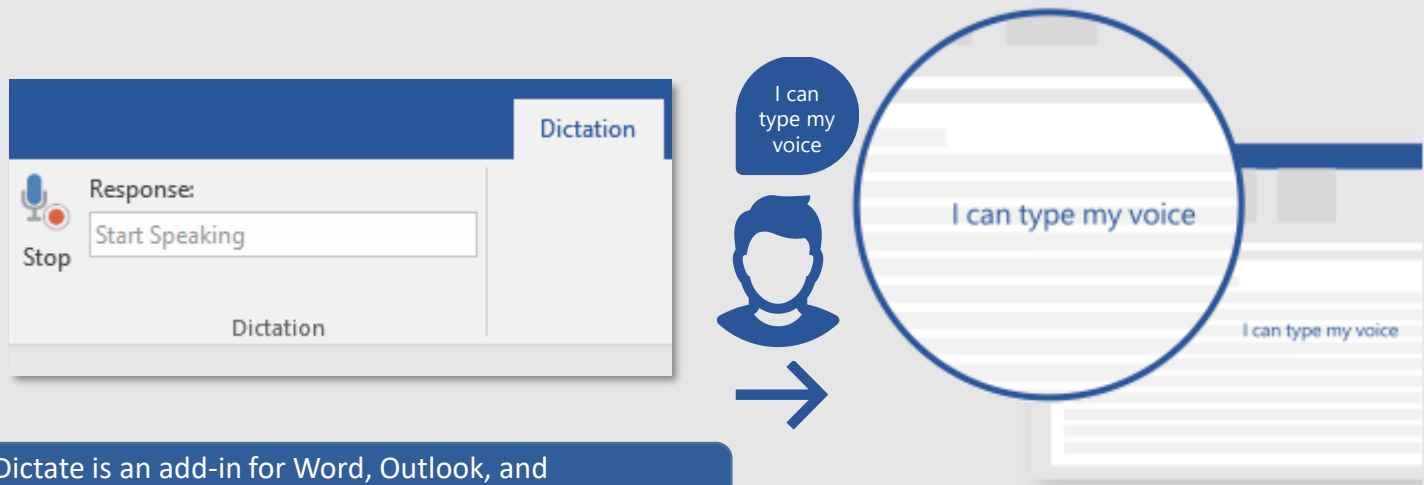 Dictation
Response:
Start Speaking
Stop
Dictation
I can
type my
voice
I can type my voice
I can type my voice
Dictate is an add-in for Word, Outlook, and